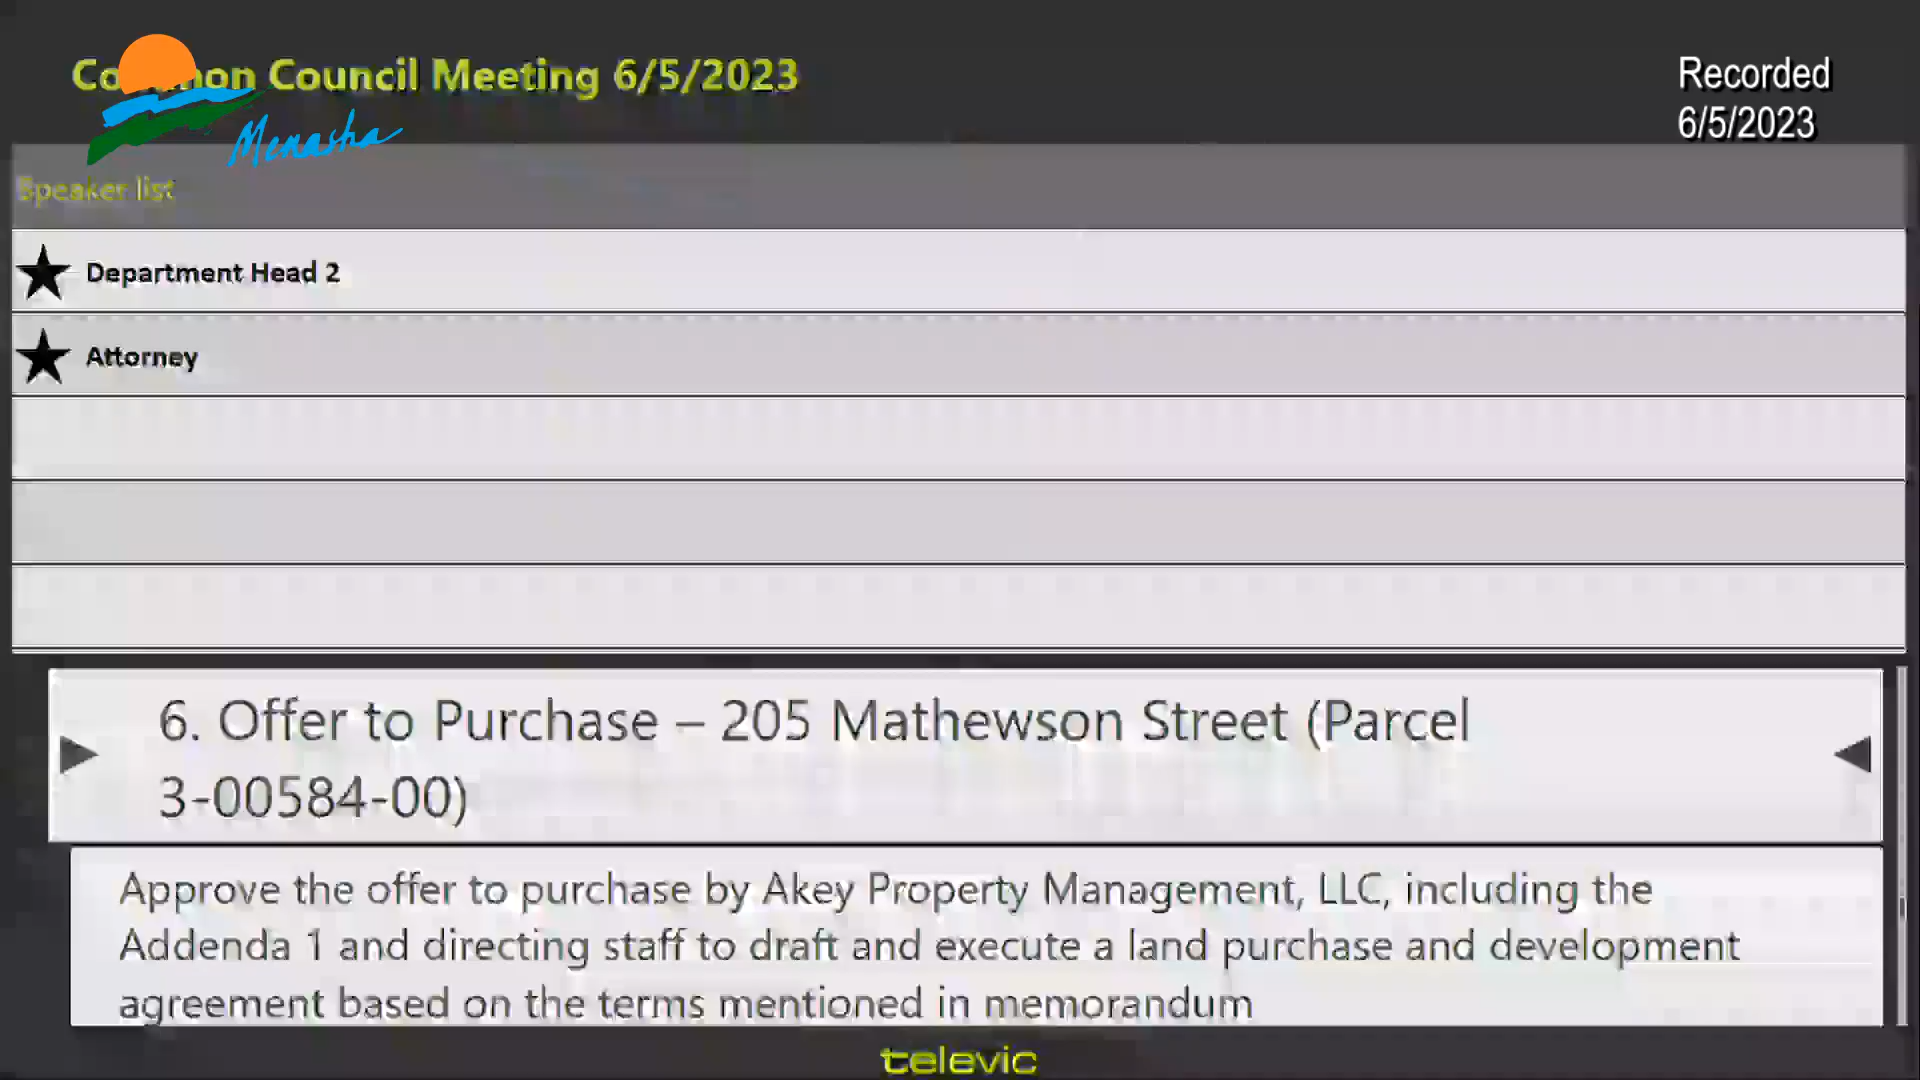 Common Council Meeting 6/5/2023
Menasha
Recorded
6/5/2023
Speaker list
Department Head 2
Attorney
6. Offer to Purchase – 205 Mathewson Street (Parcel
3-00584-00)
Approve the offer to purchase by Akey Property Management, LLC, including the
Addenda 1 and directing staff to draft and execute a land purchase and development
agreement based on the terms mentioned in memorandum
televic